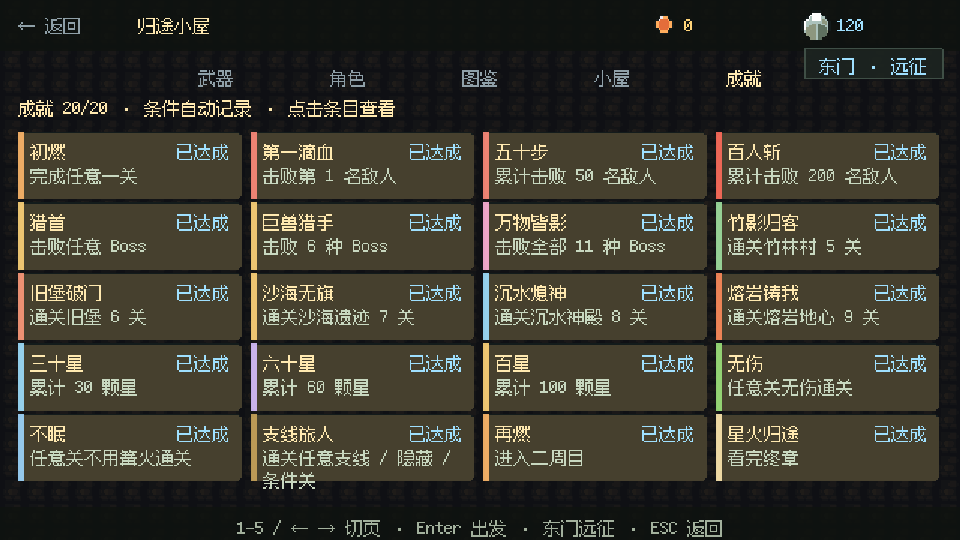 ← 返回
归途小屋
0
120
东门 · 远征
武器
角色
图鉴
小屋
成就
成就 20/20 · 条件自动记录 · 点击条目查看
初燃 已达成
完成任意一关
第一滴血 已达成
击败第 1 名敌人
五十步 已达成
累计击败 50 名敌人
百人斩 已达成
累计击败 200 名敌人
猎首 已达成
击败任意 Boss
巨兽猎手 已达成
击败 6 种 Boss
万物皆影 已达成
击败全部 11 种 Boss
竹影归客 已达成
通关竹林村 5 关
旧堡破门 已达成
通关旧堡 6 关
沙海无旗 已达成
通关沙海遗迹 7 关
沉水熄神 已达成
通关沉水神殿 8 关
熔岩铸我 已达成
通关熔岩地心 9 关
三十星 已达成
累计 30 颗星
六十星 已达成
累计 60 颗星
百星 已达成
累计 100 颗星
无伤 已达成
任意关无伤通关
不眠 已达成
任意关不用篝火通关
支线旅人 已达成
通关任意支线 / 隐藏 /
条件关
再燃 已达成
进入二周目
星火归途 已达成
看完终章
1-5 / ← → 切页 · Enter 出发 · 东门远征 · ESC 返回